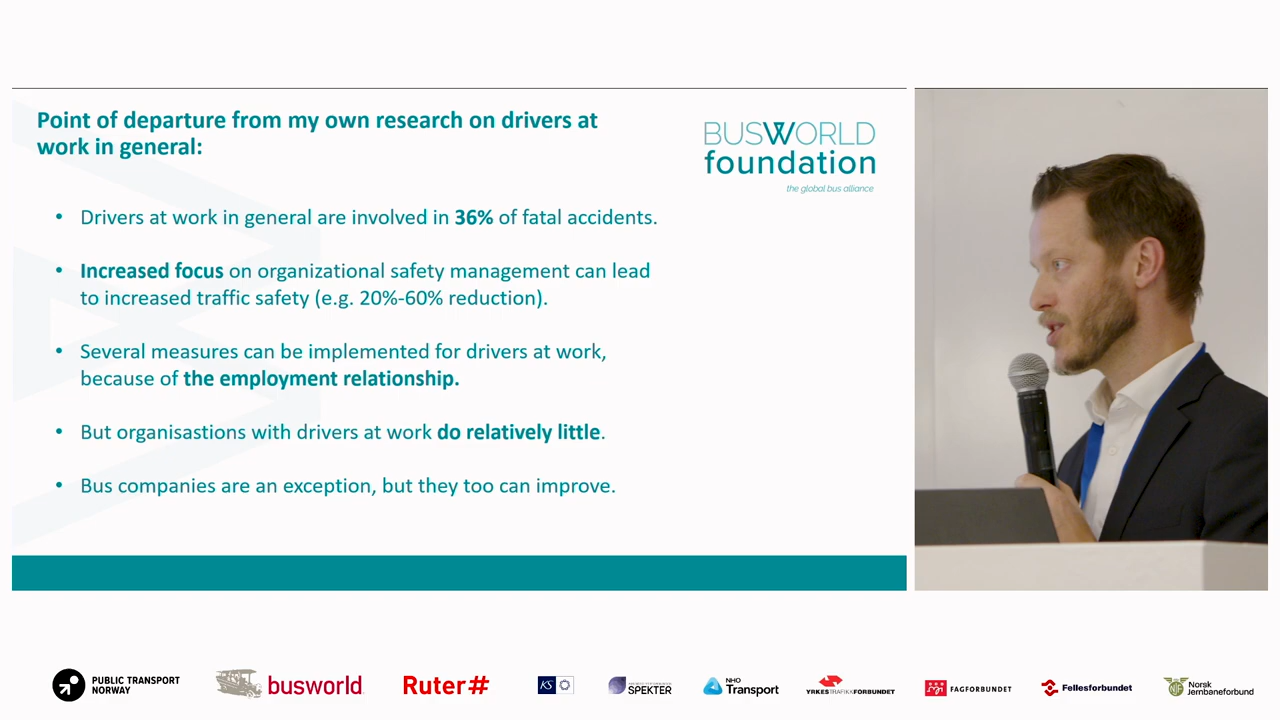 Point of departure from my own research on drivers at
work in general:
BUSWORLD
foundation
the global bus alliance
• Drivers at work in general are involved in 36% of fatal accidents.
• Increased focus on organizational safety management can lead
to increased traffic safety (e.g. 20%-60% reduction).
• Several measures can be implemented for drivers at work,
because of the employment relationship.
• But organisastions with drivers at work do relatively little.
• Bus companies are an exception, but they too can improve.
PUBLIC TRANSPORT
NORWAY
busworld
Ruter#
KS
SPEKTER
NHO
Transport
YRKESTRAFIKKFORBUNDET
FAGFORBUNDET
Fellesforbundet
Norsk
Jernbaneforbund